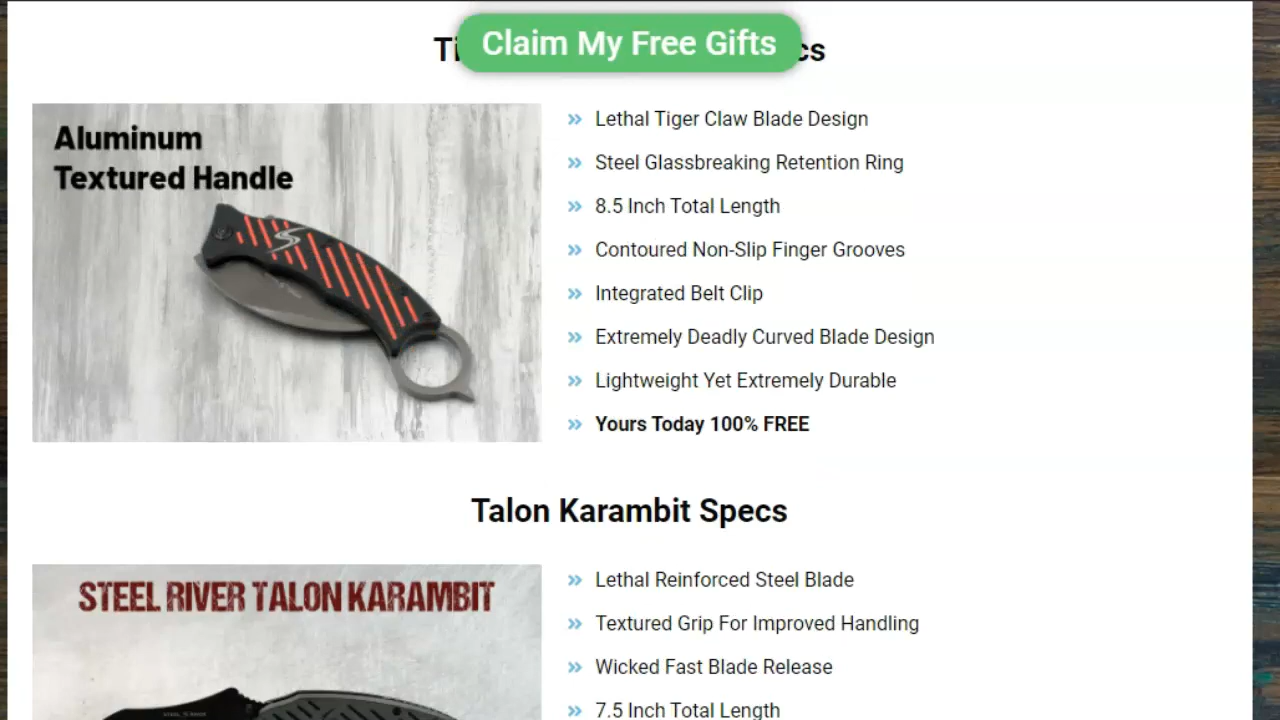 Claim My Free Gifts
Aluminum
Textured Handle
Lethal Tiger Claw Blade Design
Steel Glassbreaking Retention Ring
8.5 Inch Total Length
Contoured Non-Slip Finger Grooves
Integrated Belt Clip
Extremely Deadly Curved Blade Design
Lightweight Yet Extremely Durable
Yours Today 100% FREE
Talon Karambit Specs
STEEL RIVER TALON KARAMBIT
Lethal Reinforced Steel Blade
Textured Grip For Improved Handling
Wicked Fast Blade Release
7.5 Inch Total Length